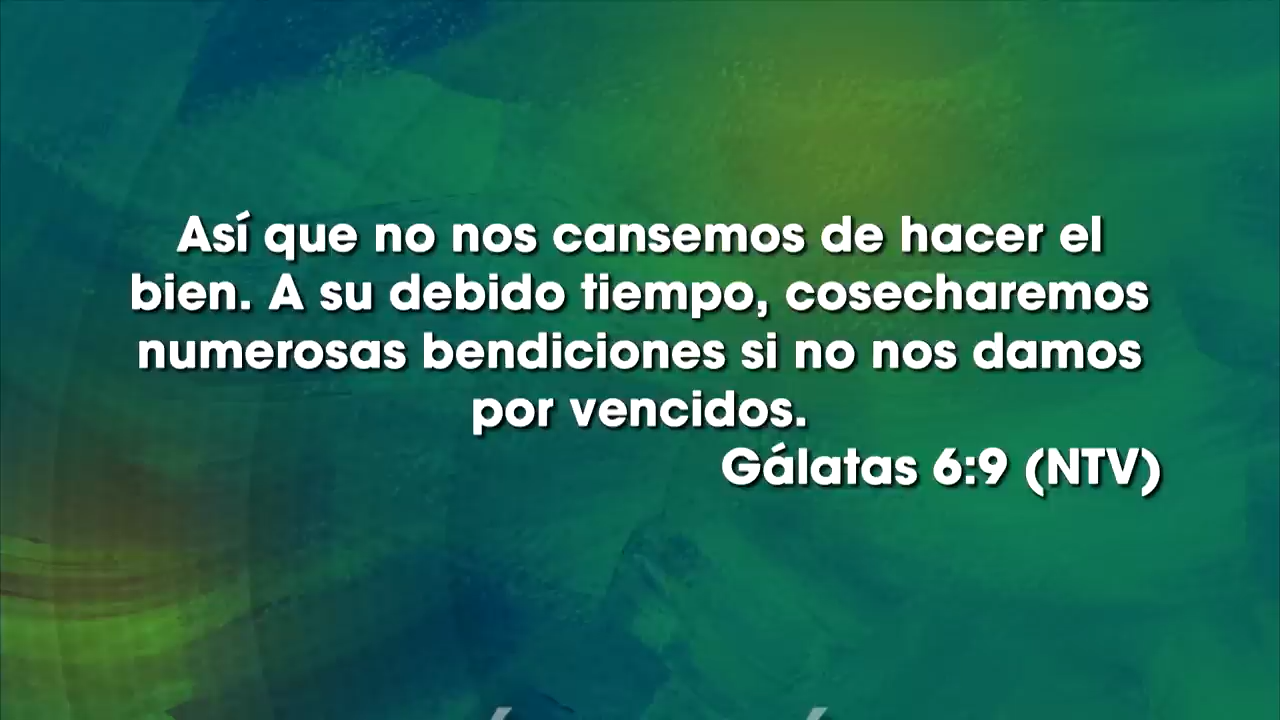 Así que no nos cansemos de hacer el
bien. A su debido tiempo, cosecharemos
numerosas bendiciones si no nos damos
por vencidos.
Gálatas 6:9 (NTV)